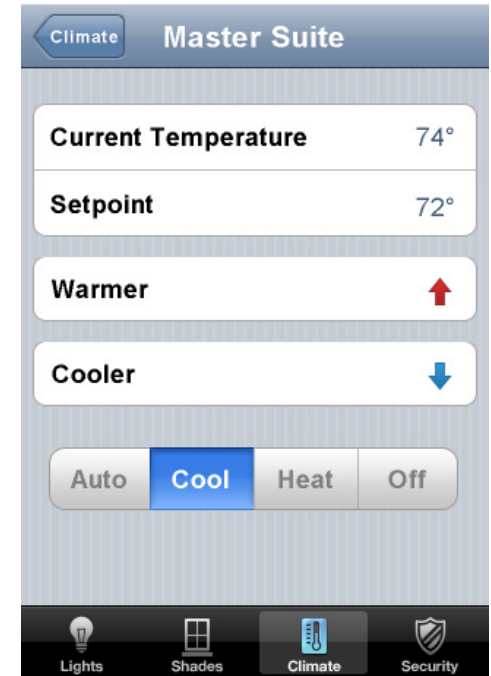 Climate Master Suite
Current Temperature 74°
Setpoint 72°
Warmer
Cooler
Auto Cool Heat Off
Lights Shades Climate Security